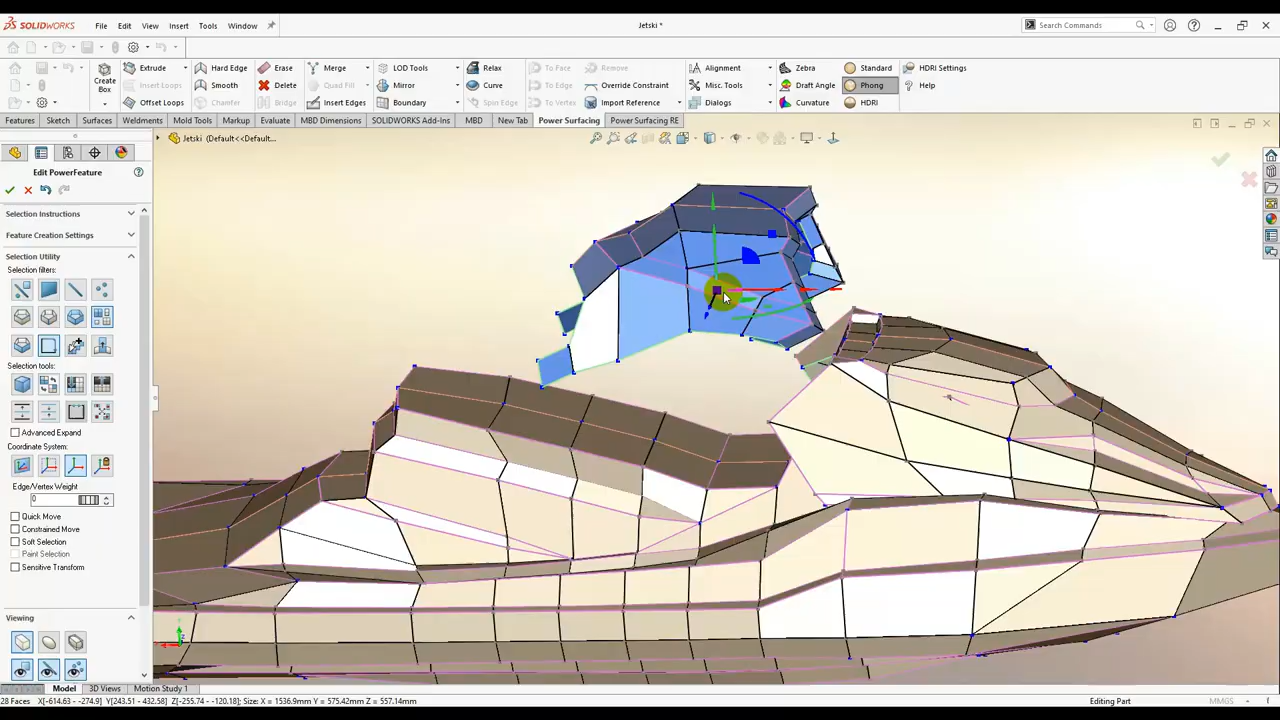 SOLIDWORKS File Edit View Insert Tools Window Jetski * Search Commands
Create Box
Extrude Hard Edge Erase Merge LOD Tools Relax To Face Remove Alignment Zebra Standard HDRI Settings
Insert Loops Smooth Delete Quad Fill Mirror Curve To Edge Override Constraint Misc. Tools Draft Angle Phong Help
Offset Loops Chamfer Bridge Insert Edges Boundary Spin Edge To Vertex Import Reference Dialogs Curvature HDRI
Features Sketch Surfaces Weldments Mold Tools Markup Evaluate MBD Dimensions SOLIDWORKS Add-Ins MBD New Tab Power Surfacing Power Surfacing RE
Jetski (Default<<Default...
Edit PowerFeature
Selection Instructions
Feature Creation Settings
Selection Utility
Selection filters:
Selection tools:
Advanced Expand
Coordinate System:
Edge/Vertex Weight
0
Quick Move
Constrained Move
Soft Selection
Paint Selection
Sensitive Transform
Viewing
Model 3D Views Motion Study 1
28 Faces X[-614.63 - -274.9] Y[243.51 - 432.58] Z[-255.74 - -120.18]; Size: X = 1536.9mm Y = 575.42mm Z = 557.14mm Editing Part MMGS